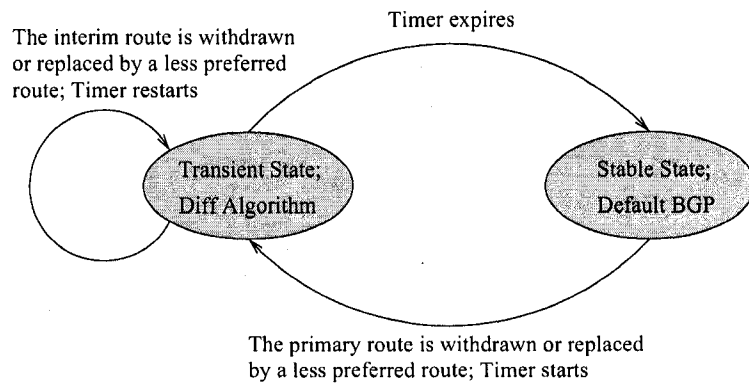 Timer expires
The interim route is withdrawn
or replaced by a less preferred
route; Timer restarts
Transient State;
Diff Algorithm
Stable State;
Default BGP
The primary route is withdrawn or replaced
by a less preferred route; Timer starts